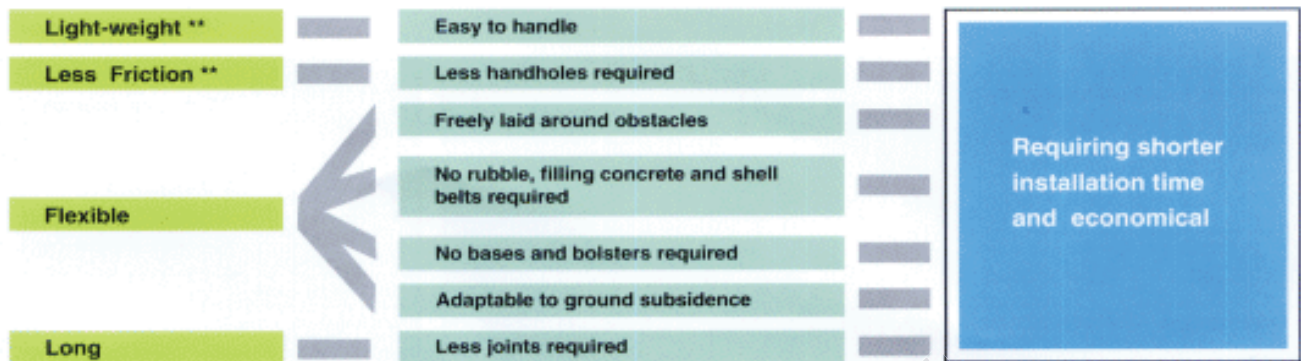 Light-weight **
Easy to handle
Less Friction **
Less handholes required
Freely laid around obstacles
No rubble, filling concrete and shell
belts required
Flexible
No bases and bolsters required
Adaptable to ground subsidence
Long
Less joints required
Requiring shorter
installation time
and economical